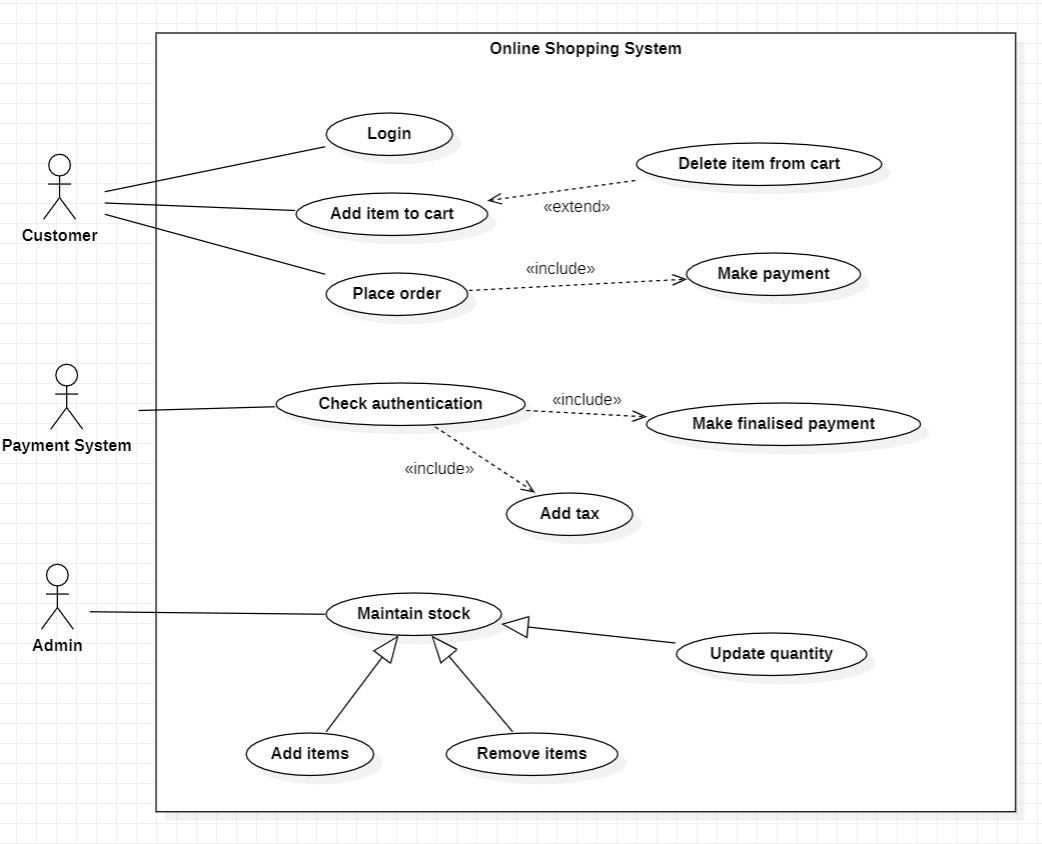 Online Shopping System
Login
Delete item from cart
Customer
Add item to cart
«extend»
«include»
Place order
Make payment
Payment System
Check authentication
«include»
Make finalised payment
«include»
Add tax
Admin
Maintain stock
Update quantity
Add items
Remove items